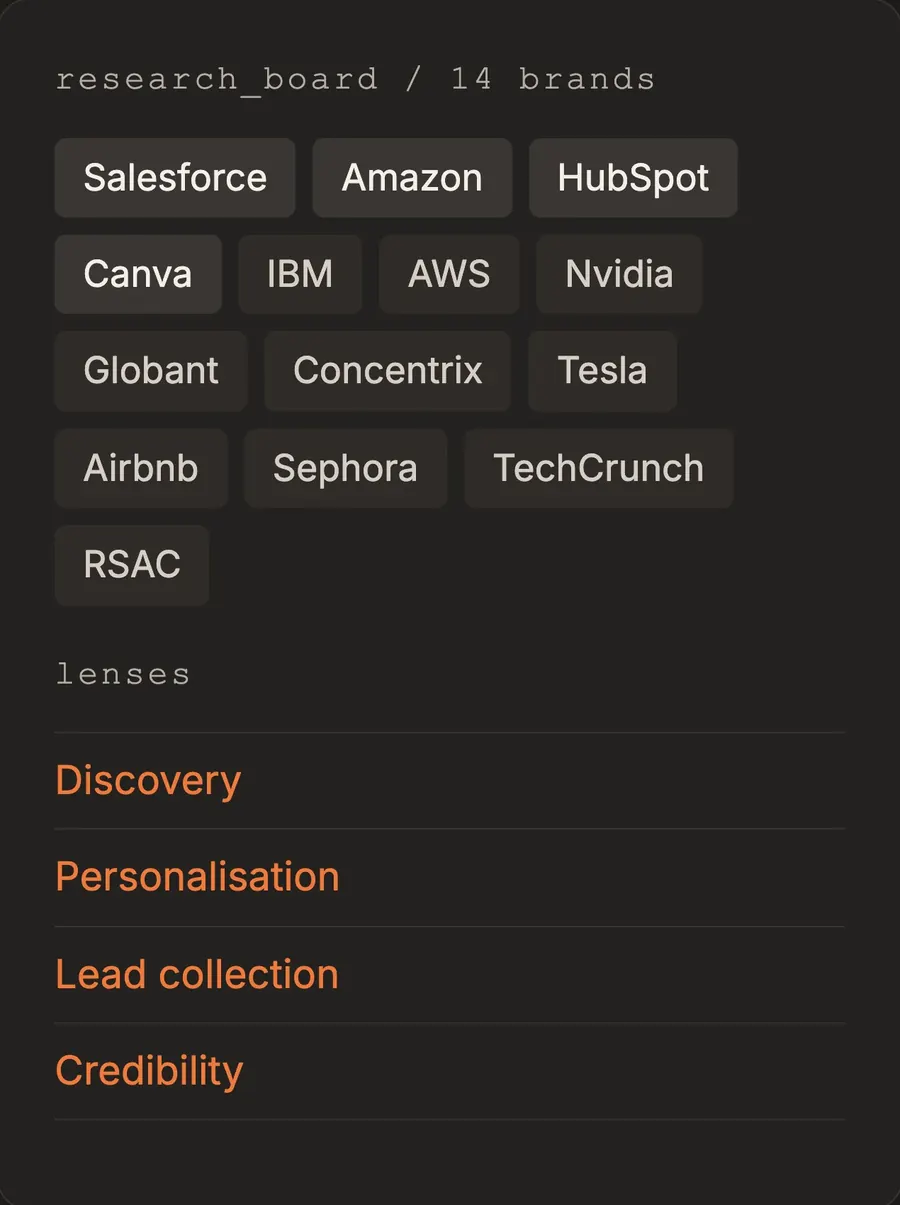 research_board / 14 brands
Salesforce Amazon HubSpot
Canva IBM AWS Nvidia
Globant Concentrix Tesla
Airbnb Sephora TechCrunch
RSAC
lenses
Discovery
Personalisation
Lead collection
Credibility